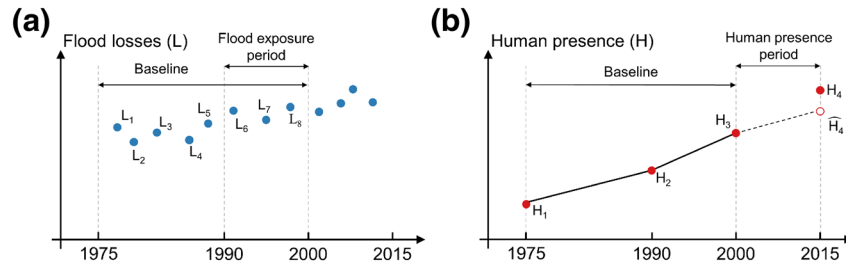 (a)
Flood losses (L)
Flood exposure
period
Baseline
L1
L2
L3
L4
L5
L6
L7
L8
1975
1990
2000
2015
(b)
Human presence (H)
Human presence
period
Baseline
H1
H2
H3
H4
Ĥ4
1975
1990
2000
2015